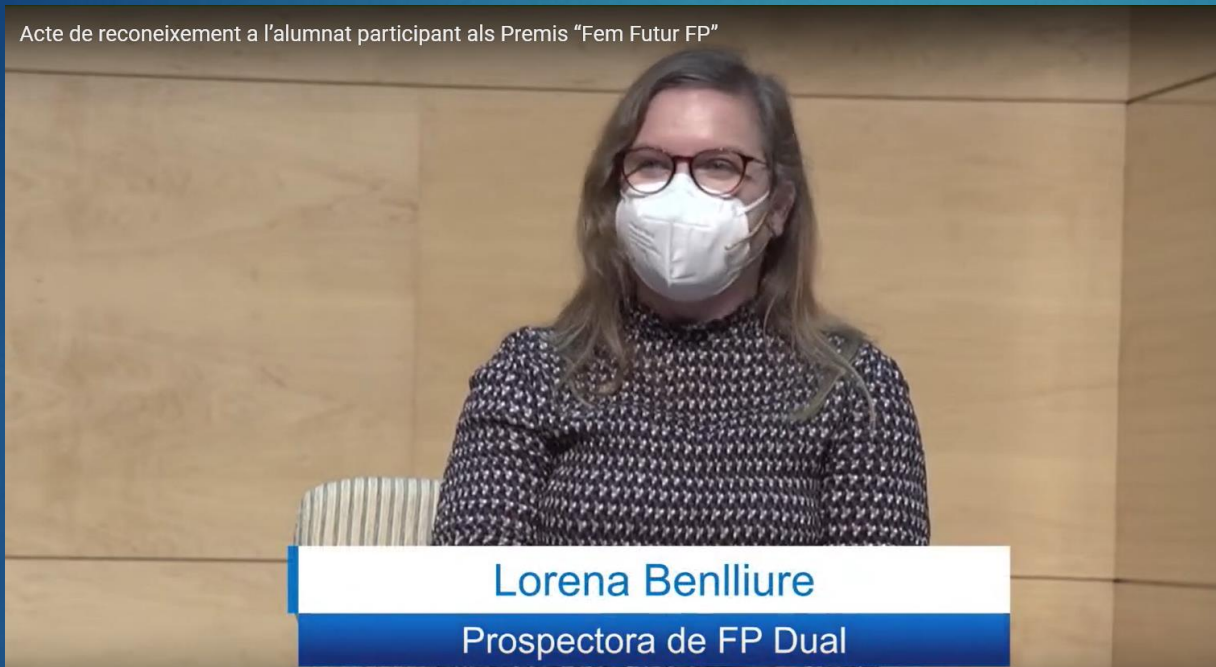 Acte de reconeixement a l’alumnat participant als Premis “Fem Futur FP”
Lorena Benlliure
Prospectora de FP Dual